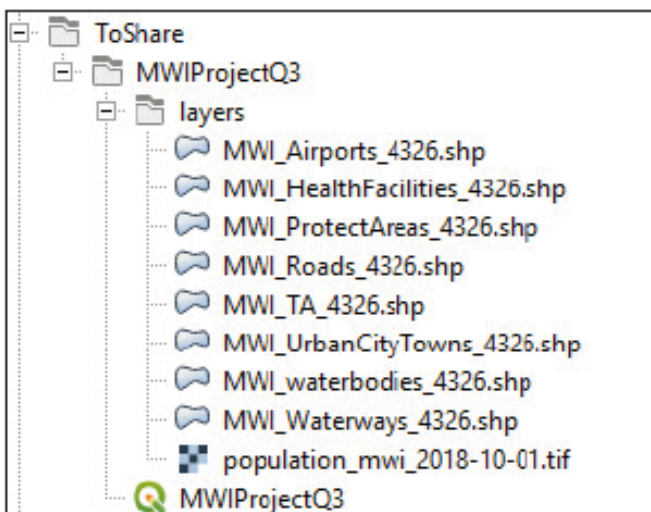 ToShare
MWIProjectQ3
layers
MWI_Airports_4326.shp
MWI_HealthFacilities_4326.shp
MWI_ProtectAreas_4326.shp
MWI_Roads_4326.shp
MWI_TA_4326.shp
MWI_UrbanCityTowns_4326.shp
MWI_waterbodies_4326.shp
MWI_Waterways_4326.shp
population_mwi_2018-10-01.tif
MWIProjectQ3